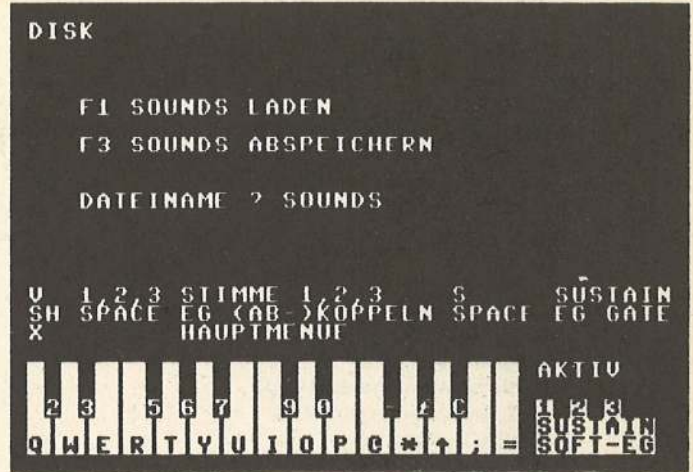 DISK
F1 SOUNDS LADEN
F3 SOUNDS ABSPEICHERN
DATEINAME ? SOUNDS
V 1,2,3 STIMME 1,2,3 S SUSTAIN
SH SPACE EG (AB-)KOPPELN SPACE EG GATE
X HAUPTMENUE
AKTIV
2 3 5 6 7 9 0 - £ C 1 2 3
SUSTAIN
Q W E R T Y U I O P @ * ↑ ; = SOFT-EG